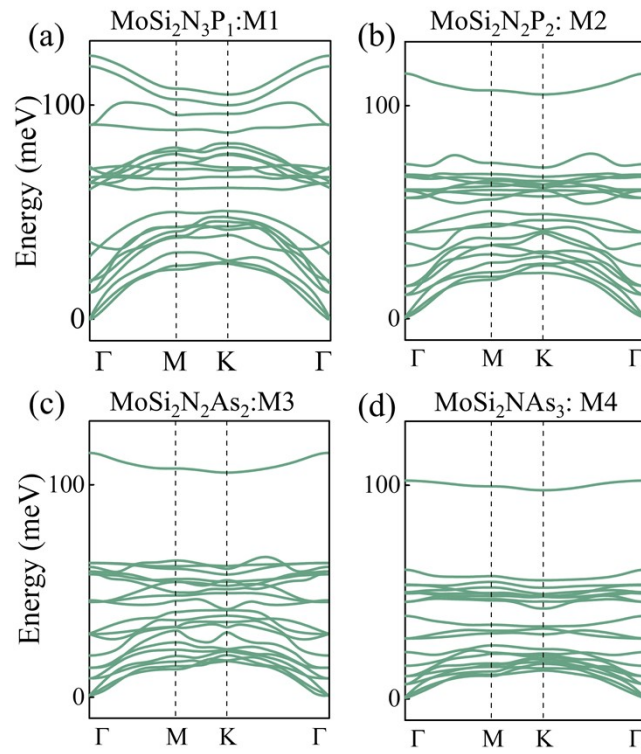 (a) MoSi₂N₃P₁:M1
(b) MoSi₂N₂P₂: M2
Energy (meV)
100
0
Γ M K Γ
100
0
Γ M K Γ
(c) MoSi₂N₂As₂:M3
(d) MoSi₂NAs₃: M4
Energy (meV)
100
0
Γ M K Γ
100
0
Γ M K Γ